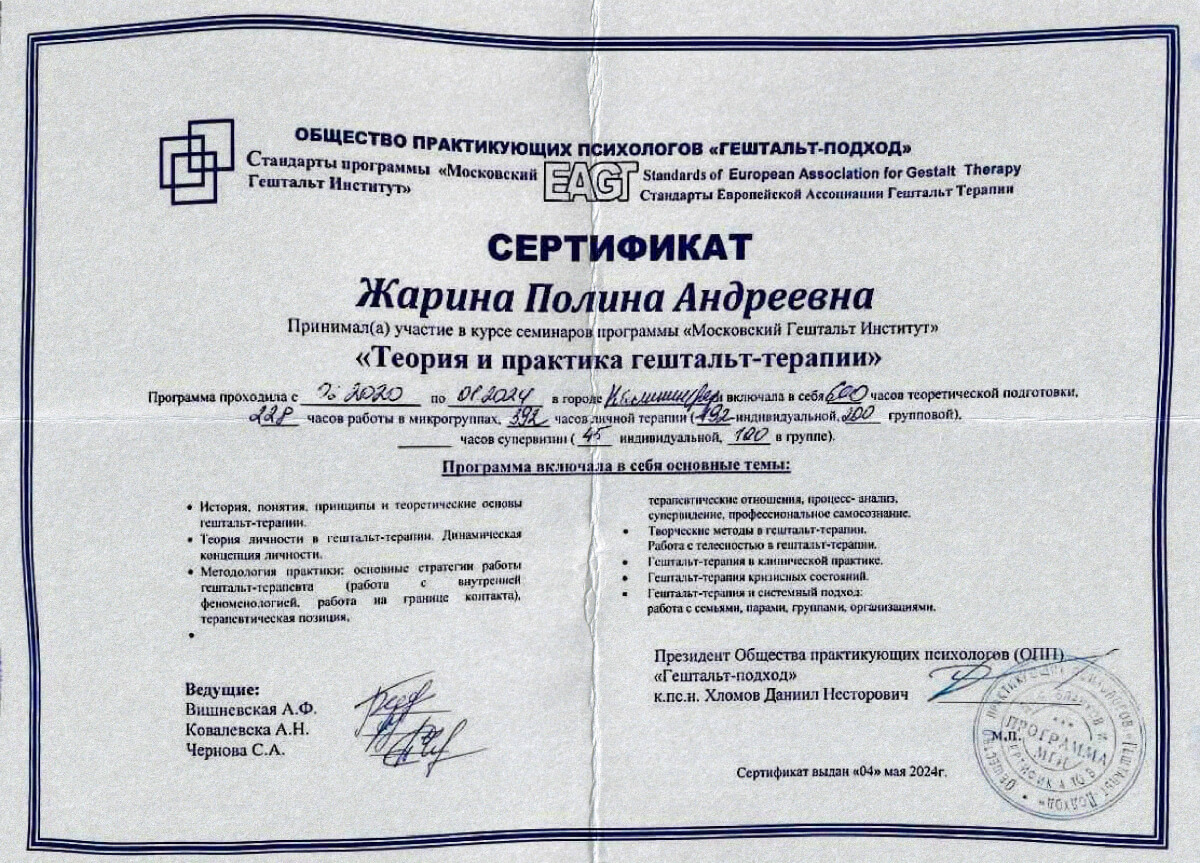 ОБЩЕСТВО ПРАКТИКУЮЩИХ ПСИХОЛОГОВ «ГЕШТАЛЬТ-ПОДХОД»
Стандарты программы «Московский
Гештальт Институт»
EAGT
Standards of European Association for Gestalt Therapy
Стандарты Европейской Ассоциации Гештальт Терапии
СЕРТИФИКАТ
Жарина Полина Андреевна
Принимал(а) участие в курсе семинаров программы «Московский Гештальт Институт»
«Теория и практика гештальт-терапии»
Программа проходила с 2020 по 2024 в городе и включала в себя 600 часов теоретической подготовки,
228 часов работы в микрогруппах, 392 часов личной терапии (192 индивидуальной, 200 групповой),
часов супервизии ( 45 индивидуальной, 100 в группе).
Программа включала в себя основные темы:
• История, понятия, принципы и теоретические основы
гештальт-терапии.
• Теория личности в гештальт-терапии. Динамическая
концепция личности.
• Методология практики: основные стратегии работы
гештальт-терапевта (работа с внутренней
феноменологией, работа на границе контакта),
терапевтическая позиция,
•
терапевтические отношения, процесс- анализ,
супервидение, профессиональное самосознание.
• Творческие методы в гештальт-терапии.
Работа с телесностью в гештальт-терапии.
• Гештальт-терапия в клинической практике.
• Гештальт-терапия кризисных состояний.
• Гештальт-терапия и системный подход:
работа с семьями, парами, группами, организациями.
Ведущие:
Вишневская А.Ф.
Ковалевска А.Н.
Чернова С.А.
Президент Общества практикующих психологов (ОПП)
«Гештальт-подход»
к.пс.н. Хломов Даниил Несторович
М.П.
ОБЩЕСТВО ПРАКТИКУЮЩИХ ПСИХОЛОГОВ «ГЕШТАЛЬТ-ПОДХОД»
ПРОГРАММА
МГИ
Сертификат выдан «04» мая 2024г.